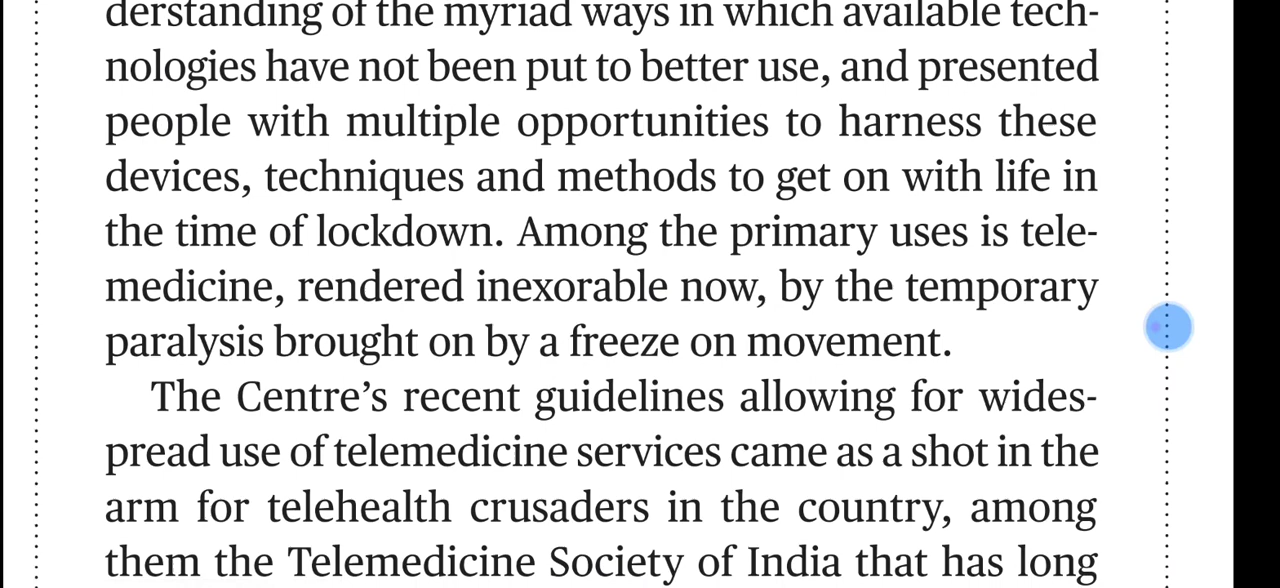 derstanding of the myriad ways in which available tech-
nologies have not been put to better use, and presented
people with multiple opportunities to harness these
devices, techniques and methods to get on with life in
the time of lockdown. Among the primary uses is tele-
medicine, rendered inexorable now, by the temporary
paralysis brought on by a freeze on movement.
The Centre’s recent guidelines allowing for wides-
pread use of telemedicine services came as a shot in the
arm for telehealth crusaders in the country, among
them the Telemedicine Society of India that has long